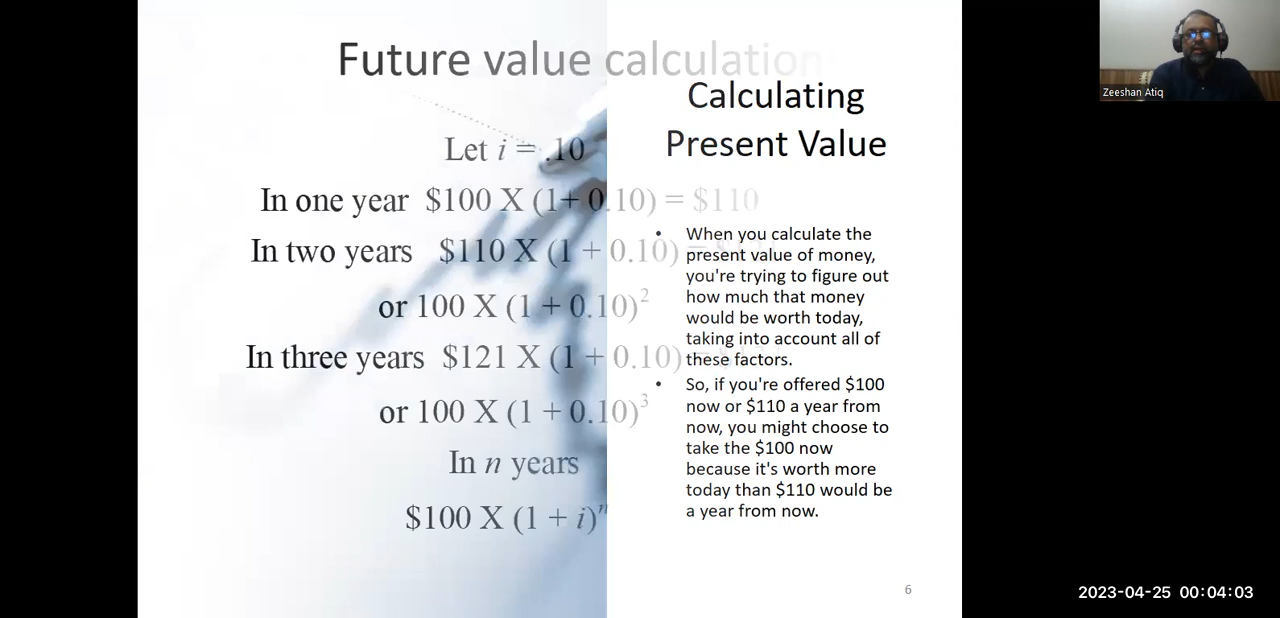 Future value calculation
Let i = .10
In one year $100 X (1+ 0.10) = $110
In two years $110 X (1 + 0.10) =
or 100 X (1 + 0.10)²
In three years $121 X (1 + 0.10)
or 100 X (1 + 0.10)³
In n years
$100 X (1 + i)ⁿ
Calculating
Present Value
• When you calculate the
present value of money,
you're trying to figure out
how much that money
would be worth today,
taking into account all of
these factors.
• So, if you're offered $100
now or $110 a year from
now, you might choose to
take the $100 now
because it's worth more
today than $110 would be
a year from now.
6
Zeeshan Atiq
2023-04-25 00:04:03